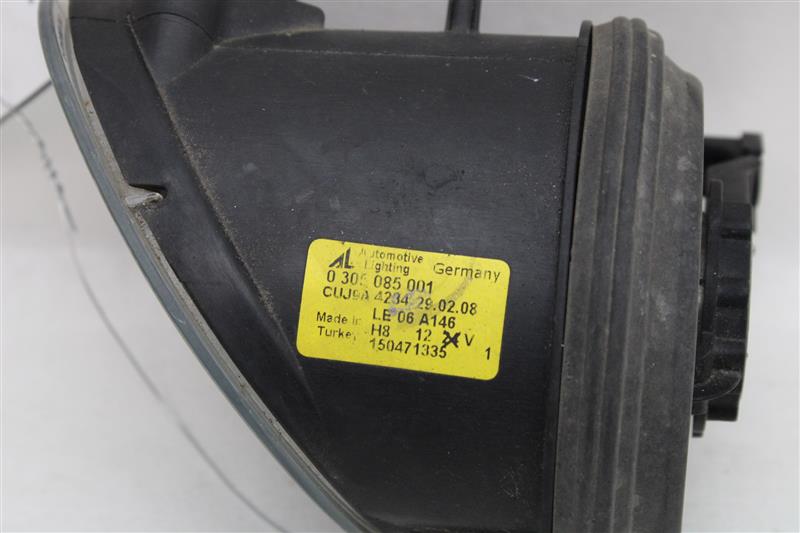 AL Automotive Lighting Germany
0 305 085 001
CUJ9A 4234 29.02.08
Made in Turkey LE 06 A146
H8 12 V
150471335 1